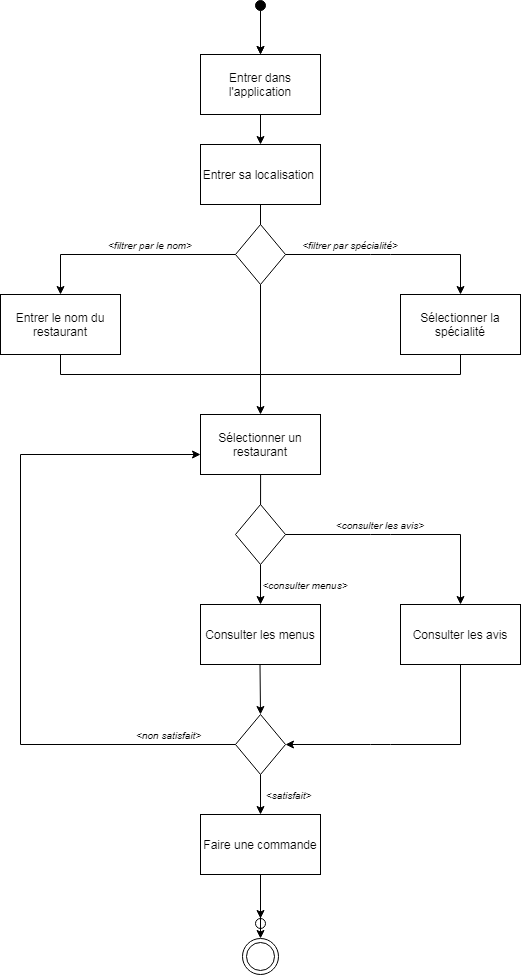 Entrer dans
l'application
Entrer sa localisation
<filtrer par le nom>
<filtrer par spécialité>
Entrer le nom du
restaurant
Sélectionner la
spécialité
Sélectionner un
restaurant
<consulter les avis>
<consulter menus>
Consulter les menus
Consulter les avis
<non satisfait>
<satisfait>
Faire une commande